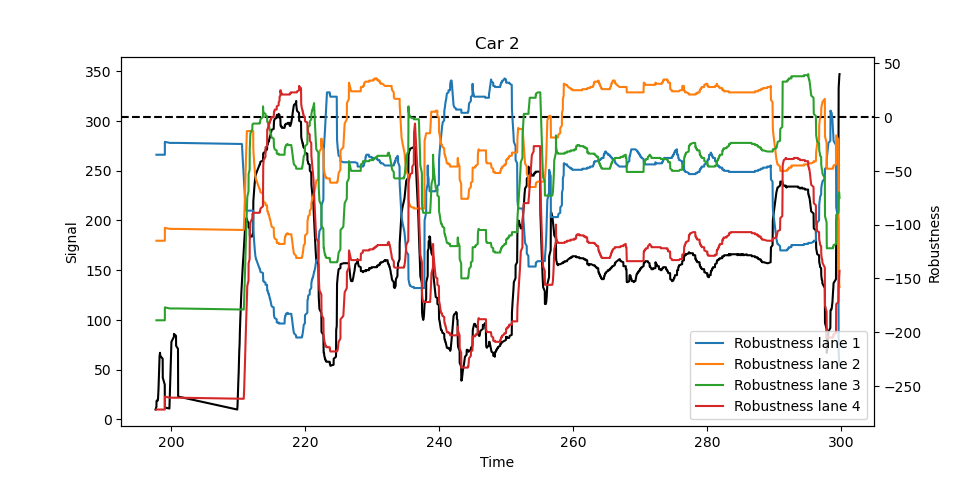 Car 2
350
300
250
200
150
100
50
0
Signal
50
0
−50
−100
−150
−200
−250
Robustness
Robustness lane 1
Robustness lane 2
Robustness lane 3
Robustness lane 4
200
220
240
260
280
300
Time